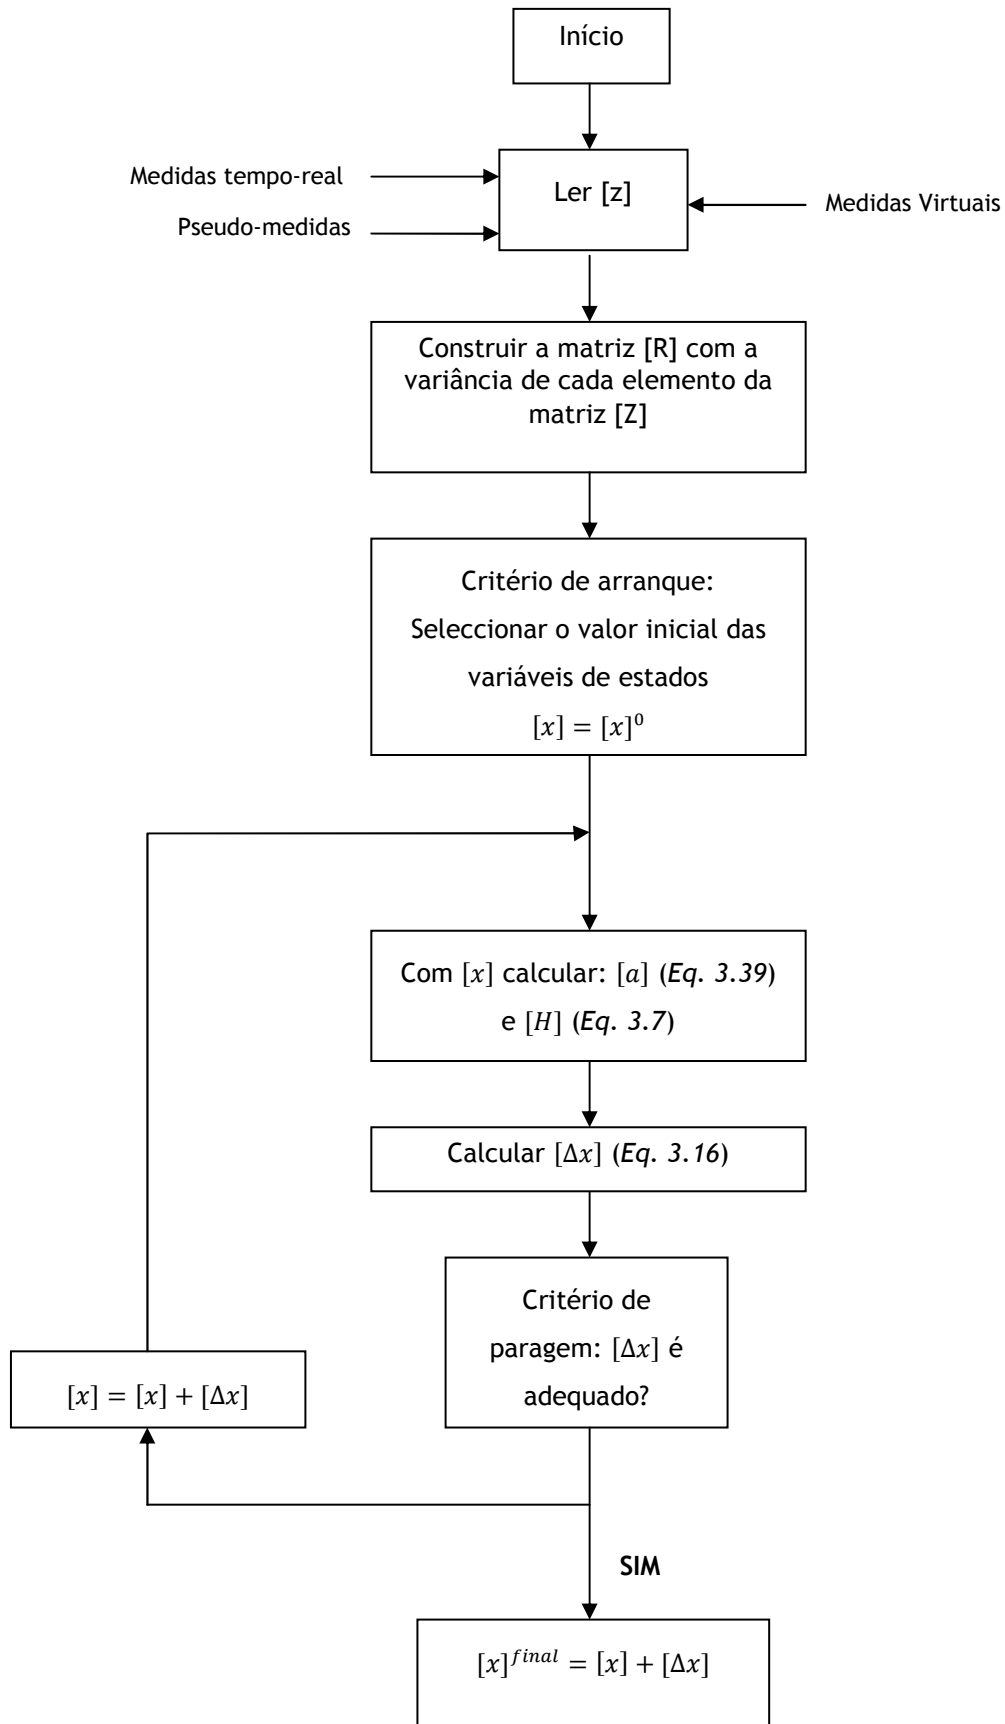 Início
Medidas tempo-real
Ler [z]
Medidas Virtuais
Pseudo-medidas
Construir a matriz [R] com a
variância de cada elemento da
matriz [Z]
Critério de arranque:
Seleccionar o valor inicial das
variáveis de estados
[x] = [x]⁰
Com [x] calcular: [a] (Eq. 3.39)
e [H] (Eq. 3.7)
Calcular [Δx] (Eq. 3.16)
Critério de
paragem: [Δx] é
adequado?
[x] = [x] + [Δx]
SIM
[x]^{final} = [x] + [Δx]